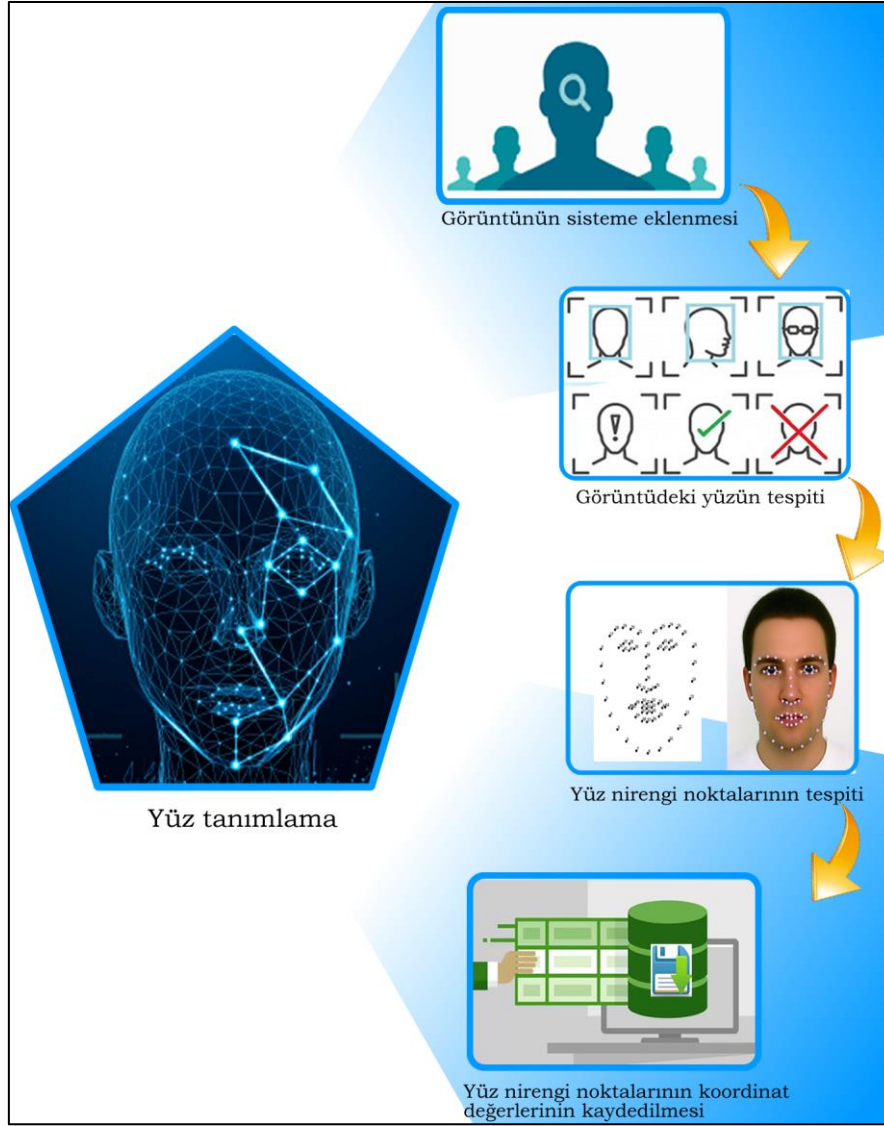 Görüntünün sisteme eklenmesi
Görüntüdeki yüzün tespiti
Yüz tanımlama
Yüz nirengi noktalarının tespiti
Yüz nirengi noktalarının koordinat
değerlerinin kaydedilmesi